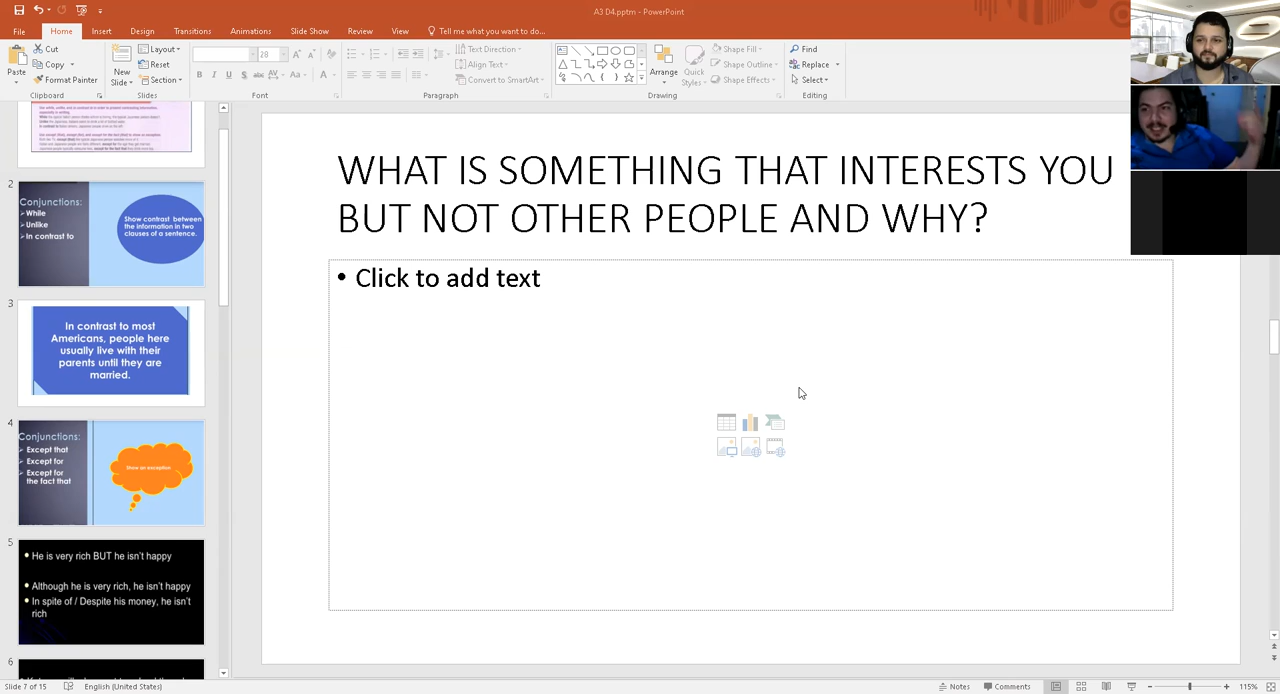 A3 D4.pptm - PowerPoint
File Home Insert Design Transitions Animations Slide Show Review View Tell me what you want to do...
Paste
Cut
Copy
Format Painter
Clipboard
New
Slide
Layout
Reset
Section
Slides
28
B I U S abc AV Aa A
Font
Text Direction
Align Text
Convert to SmartArt
Paragraph
Arrange
Quick
Styles
Shape Fill
Shape Outline
Shape Effects
Drawing
Find
Replace
Select
Editing
2
Conjunctions:
While
Unlike
In contrast to
Show contrast between
the information in two
clauses of a sentence.
3
In contrast to most
Americans, people here
usually live with their
parents until they are
married.
4
Conjunctions:
Except that
Except for
Except for
the fact that
Show an exception
5
He is very rich BUT he isn't happy
Although he is very rich, he isn't happy
In spite of / Despite his money, he isn't
rich
6
WHAT IS SOMETHING THAT INTERESTS YOU
BUT NOT OTHER PEOPLE AND WHY?
• Click to add text
Slide 7 of 15 English (United States) Notes Comments 115%